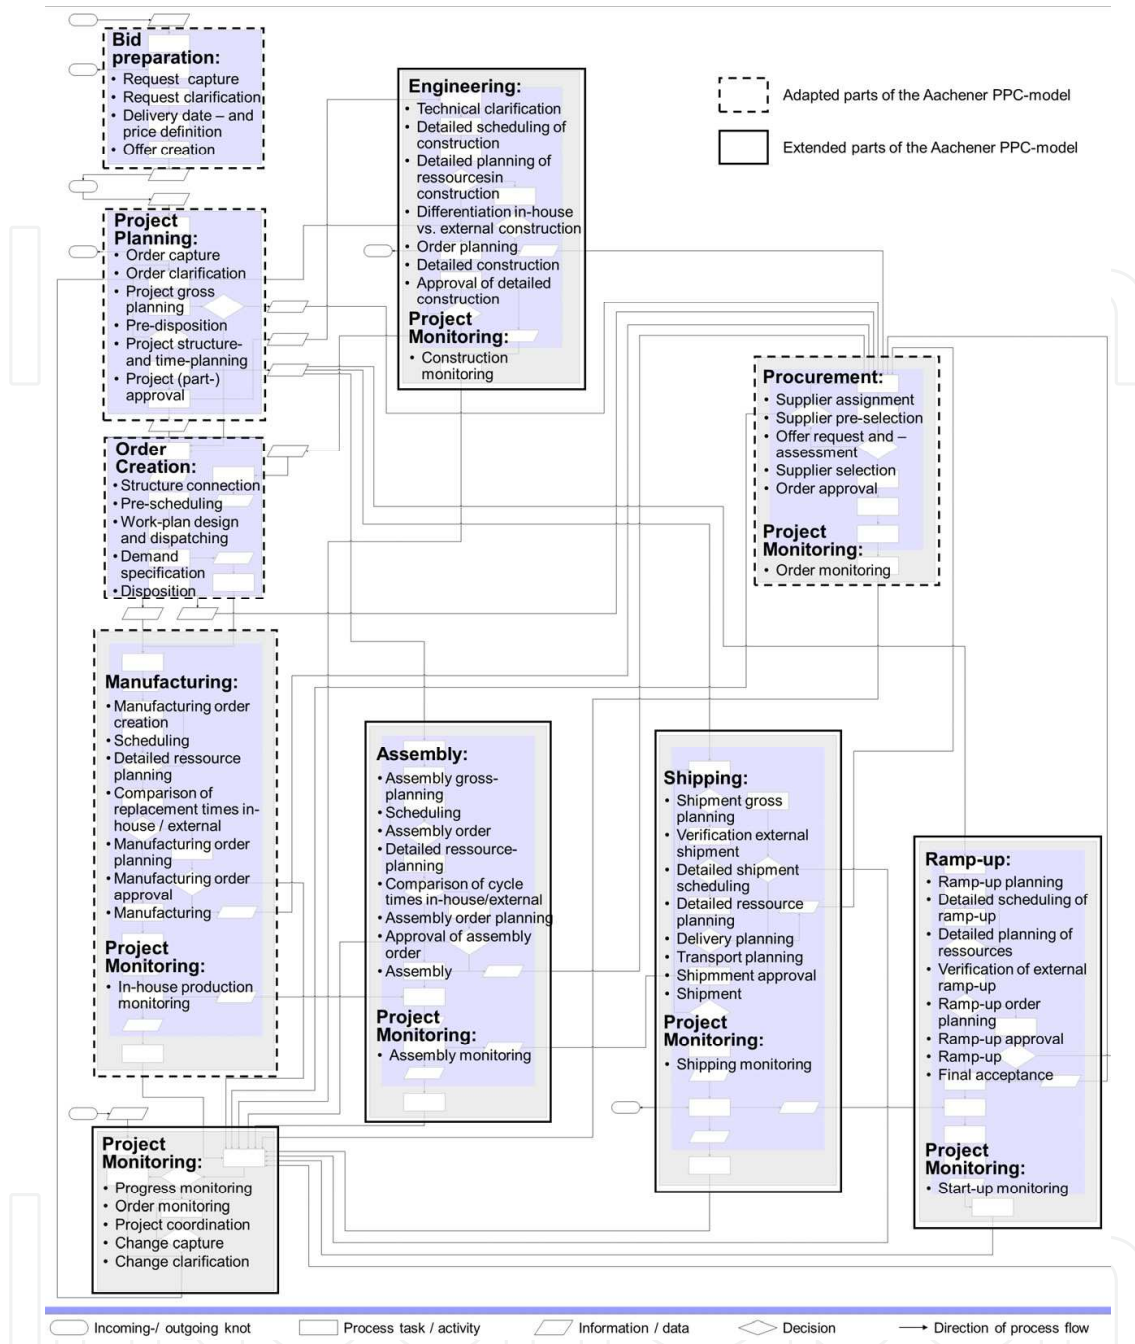 Bid
preparation:
• Request capture
• Request clarification
• Delivery date – and
price definition
• Offer creation
Project
Planning:
• Order capture
• Order clarification
• Project gross
planning
• Pre-disposition
• Project structure-
and time-planning
• Project (part-)
approval
Order
Creation:
• Structure connection
• Pre-scheduling
• Work-plan design
and dispatching
• Demand
specification
• Disposition
Manufacturing:
• Manufacturing order
creation
• Scheduling
• Detailed ressource
planning
• Comparison of
replacement times in-
house / external
• Manufacturing order
planning
• Manufacturing order
approval
• Manufacturing
Project
Monitoring:
• In-house production
monitoring
Project
Monitoring:
• Progress monitoring
• Order monitoring
• Project coordination
• Change capture
• Change clarification
Engineering:
• Technical clarification
• Detailed scheduling of
construction
• Detailed planning of
ressourcesin
construction
• Differentiation in-house
vs. external construction
• Order planning
• Detailed construction
• Approval of detailed
construction
Project
Monitoring:
• Construction
monitoring
Assembly:
• Assembly gross-
planning
• Scheduling
• Assembly order
• Detailed ressource-
planning
• Comparison of cycle
times in-house/external
• Assembly order planning
• Approval of assembly
order
• Assembly
Project
Monitoring:
• Assembly monitoring
Adapted parts of the Aachener PPC-model
Extended parts of the Aachener PPC-model
Procurement:
• Supplier assignment
• Supplier pre-selection
• Offer request and –
assessment
• Supplier selection
• Order approval
Project
Monitoring:
• Order monitoring
Shipping:
• Shipment gross
planning
• Verification external
shipment
• Detailed shipment
scheduling
• Detailed ressource
planning
• Delivery planning
• Transport planning
• Shipmment approval
• Shipment
Project
Monitoring:
• Shipping monitoring
Ramp-up:
• Ramp-up planning
• Detailed scheduling of
ramp-up
• Detailed planning of
ressources
• Verification of external
ramp-up
• Ramp-up order
planning
• Ramp-up approval
• Ramp-up
• Final acceptance
Project
Monitoring:
• Start-up monitoring
Incoming-/ outgoing knot
Process task / activity
Information / data
Decision
Direction of process flow